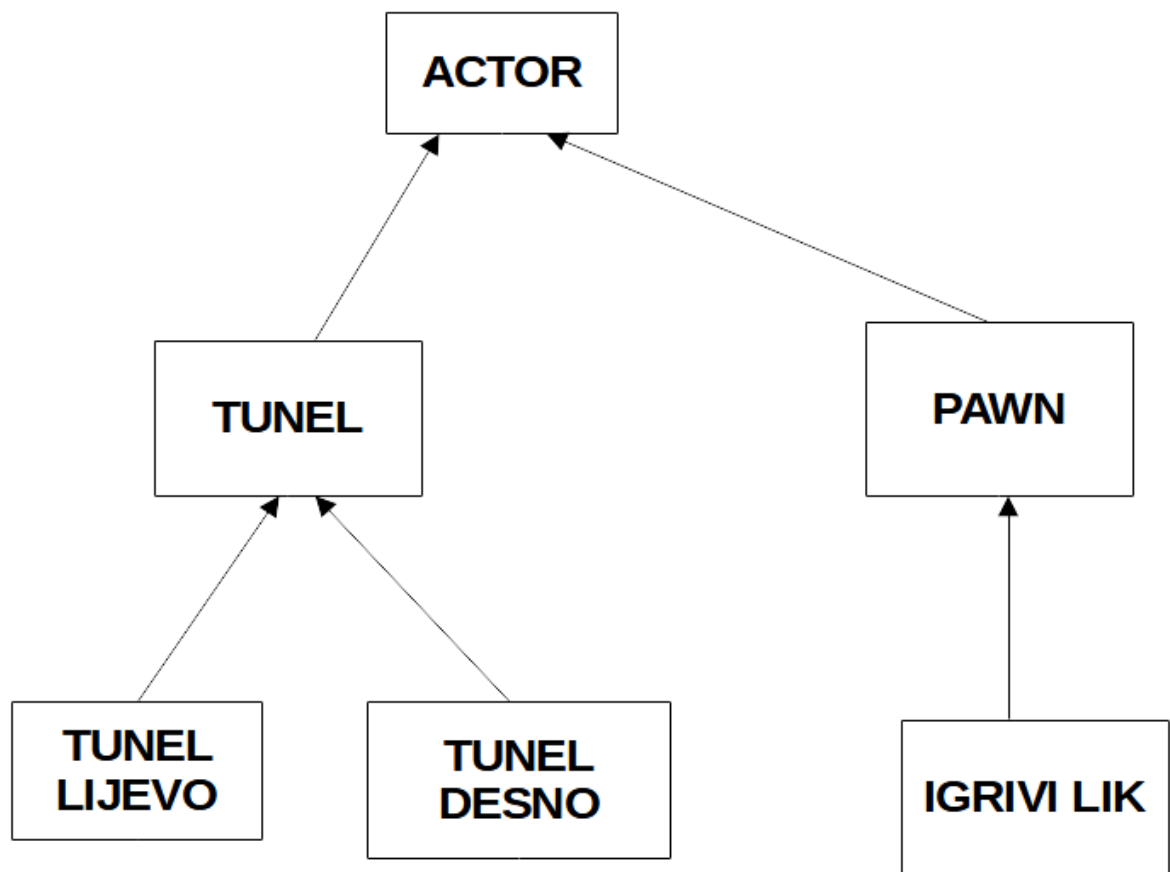 ACTOR
TUNEL
PAWN
TUNEL
LIJEVO
TUNEL
DESNO
IGRIVI LIK